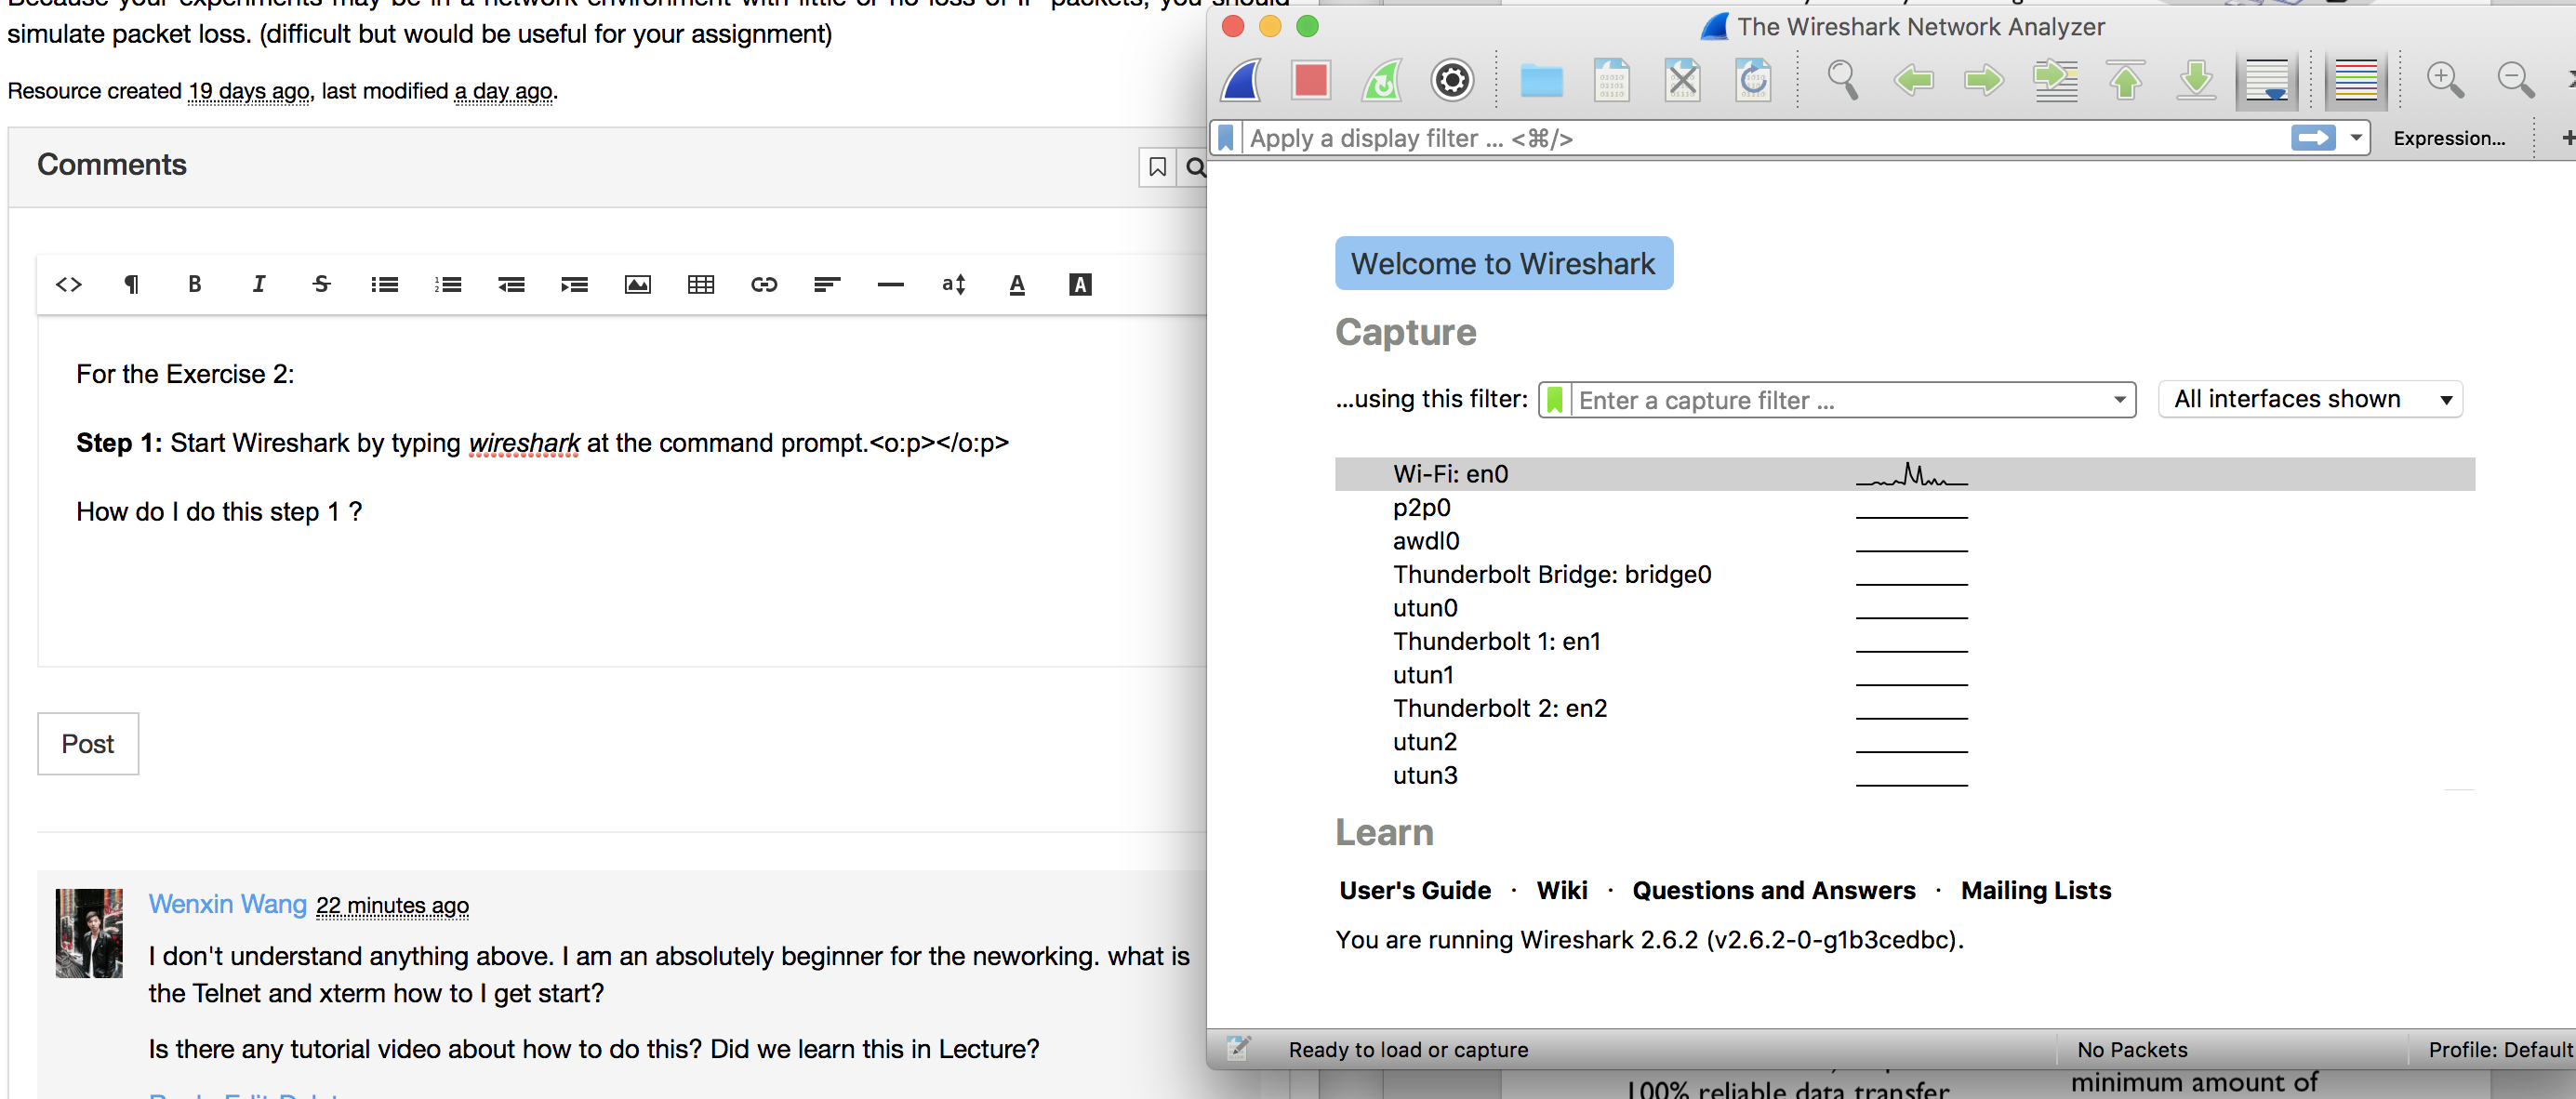 simulate packet loss. (difficult but would be useful for your assignment)
Resource created 19 days ago, last modified a day ago.
Comments
For the Exercise 2:
Step 1: Start Wireshark by typing wireshark at the command prompt.<o:p></o:p>
How do I do this step 1 ?
Post
Wenxin Wang 22 minutes ago
I don't understand anything above. I am an absolutely beginner for the neworking. what is
the Telnet and xterm how to I get start?
Is there any tutorial video about how to do this? Did we learn this in Lecture?
The Wireshark Network Analyzer
Apply a display filter ... <⌘/>
Expression...
+
Welcome to Wireshark
Capture
...using this filter:
Enter a capture filter ...
All interfaces shown
Wi-Fi: en0
p2p0
awdl0
Thunderbolt Bridge: bridge0
utun0
Thunderbolt 1: en1
utun1
Thunderbolt 2: en2
utun2
utun3
Learn
User's Guide · Wiki · Questions and Answers · Mailing Lists
You are running Wireshark 2.6.2 (v2.6.2-0-g1b3cedbc).
Ready to load or capture
No Packets
Profile: Default
100% reliable data transfer
minimum amount of